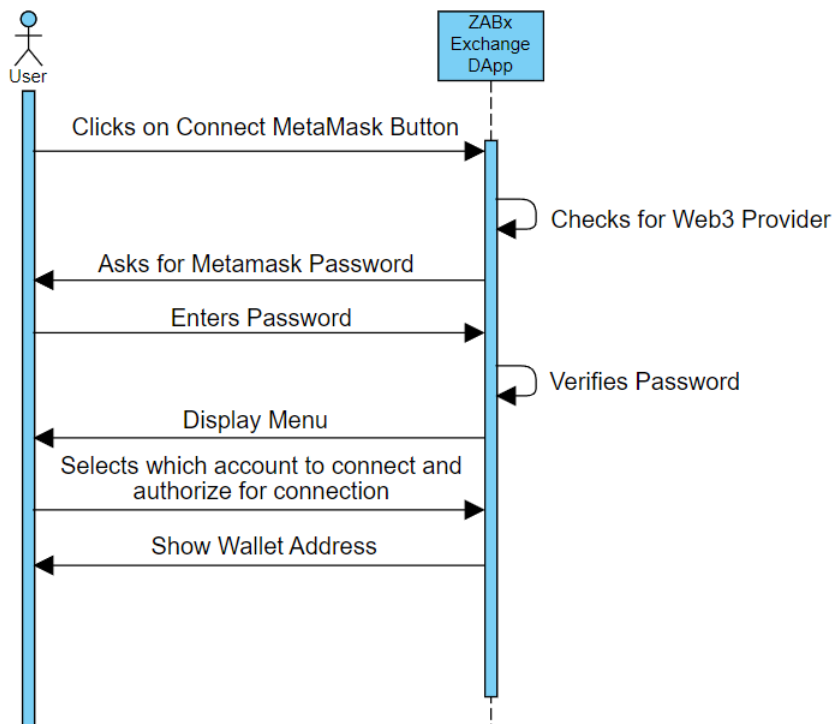 User
ZABx
Exchange
DApp
Clicks on Connect MetaMask Button
Checks for Web3 Provider
Asks for Metamask Password
Enters Password
Verifies Password
Display Menu
Selects which account to connect and
authorize for connection
Show Wallet Address